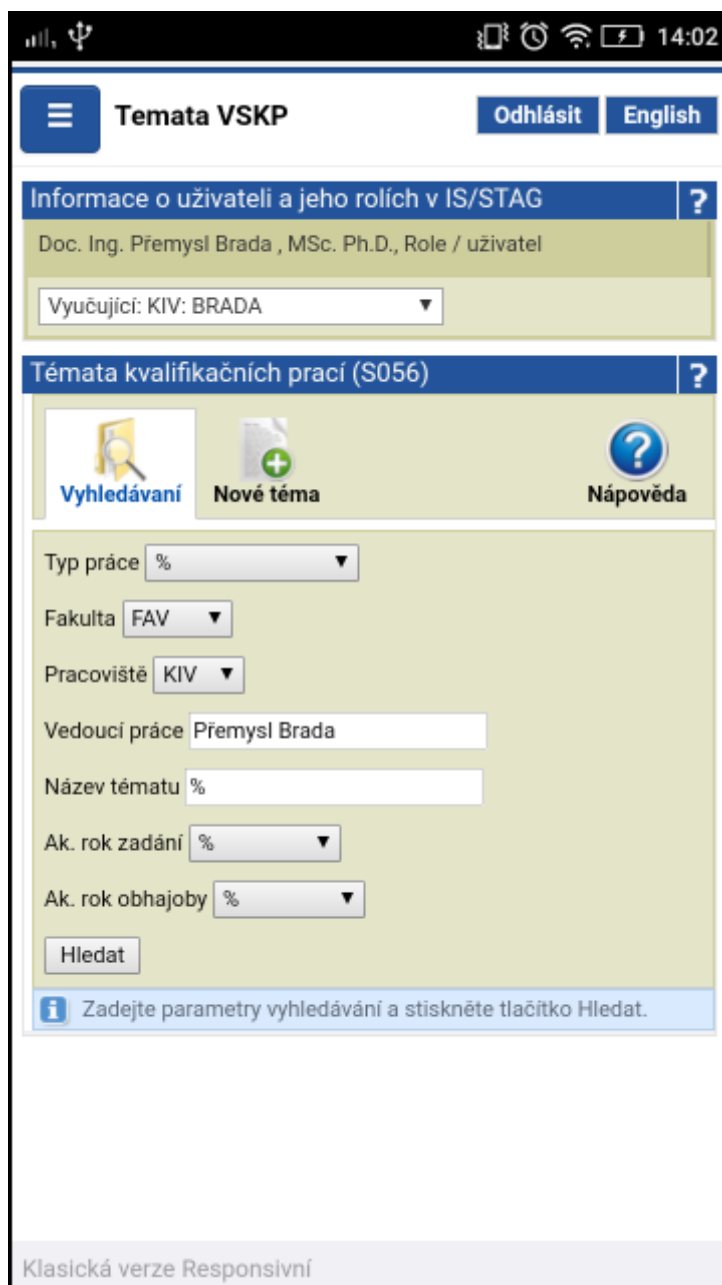 14:02
Temata VSKP
Odhlásit English
Informace o uživateli a jeho rolích v IS/STAG ?
Doc. Ing. Přemysl Brada , MSc. Ph.D., Role / uživatel
Vyučující: KIV: BRADA
Témata kvalifikačních prací (S056) ?
Vyhledávaní Nové téma Nápověda
Typ práce %
Fakulta FAV
Pracoviště KIV
Vedoucí práce Přemysl Brada
Název tématu %
Ak. rok zadání %
Ak. rok obhajoby %
Hledat
Zadejte parametry vyhledávání a stiskněte tlačítko Hledat.
Klasická verze Responsivní